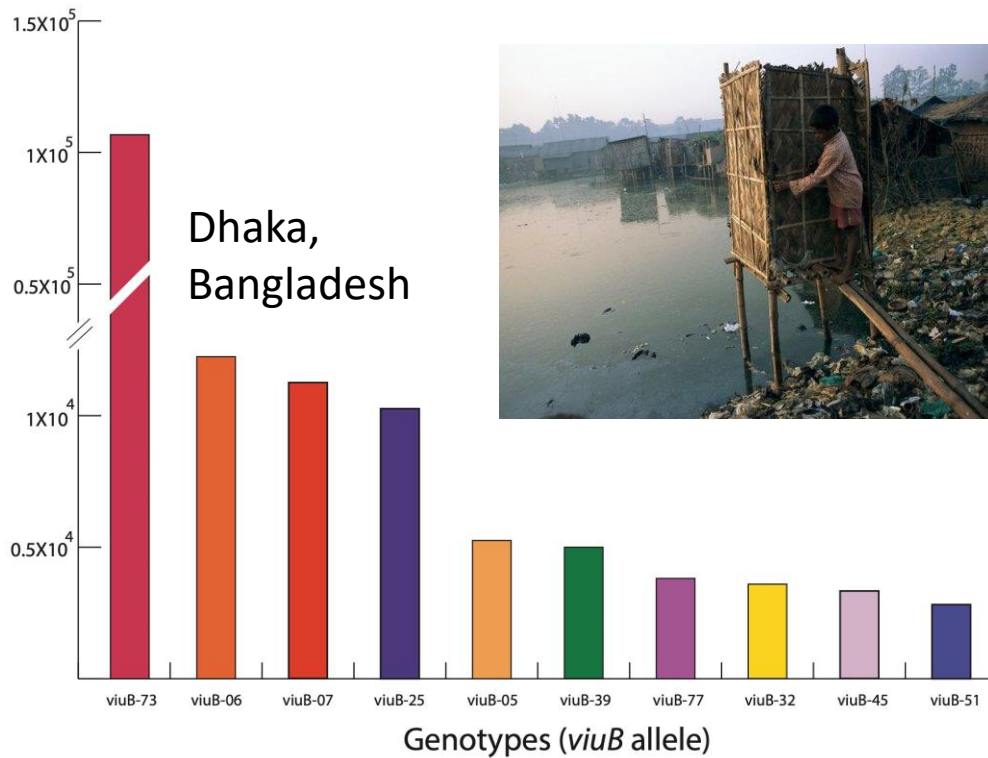 1.5X10⁵
1X10⁵
0.5X10⁵
1X10⁴
0.5X10⁴
Dhaka,
Bangladesh
viuB-73 viuB-06 viuB-07 viuB-25 viuB-05 viuB-39 viuB-77 viuB-32 viuB-45 viuB-51
Genotypes (viuB allele)